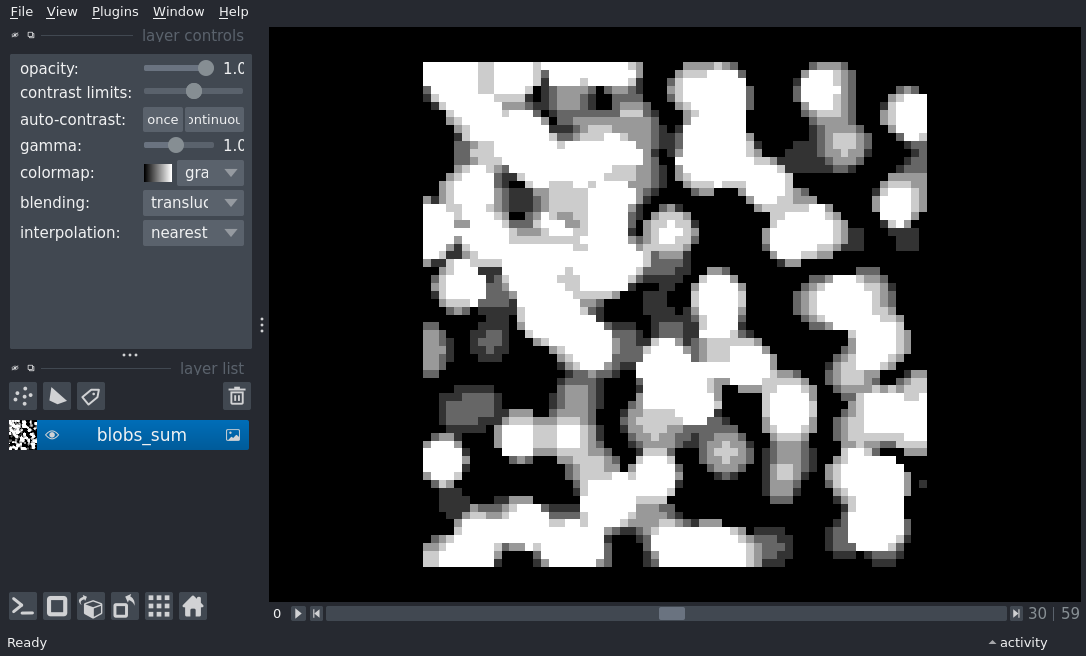 File View Plugins Window Help
layer controls
opacity: 1.0
contrast limits:
auto-contrast: once ontinuou
gamma: 1.0
colormap: gra
blending: transluc
interpolation: nearest
layer list
blobs_sum
0 30 | 59
Ready activity